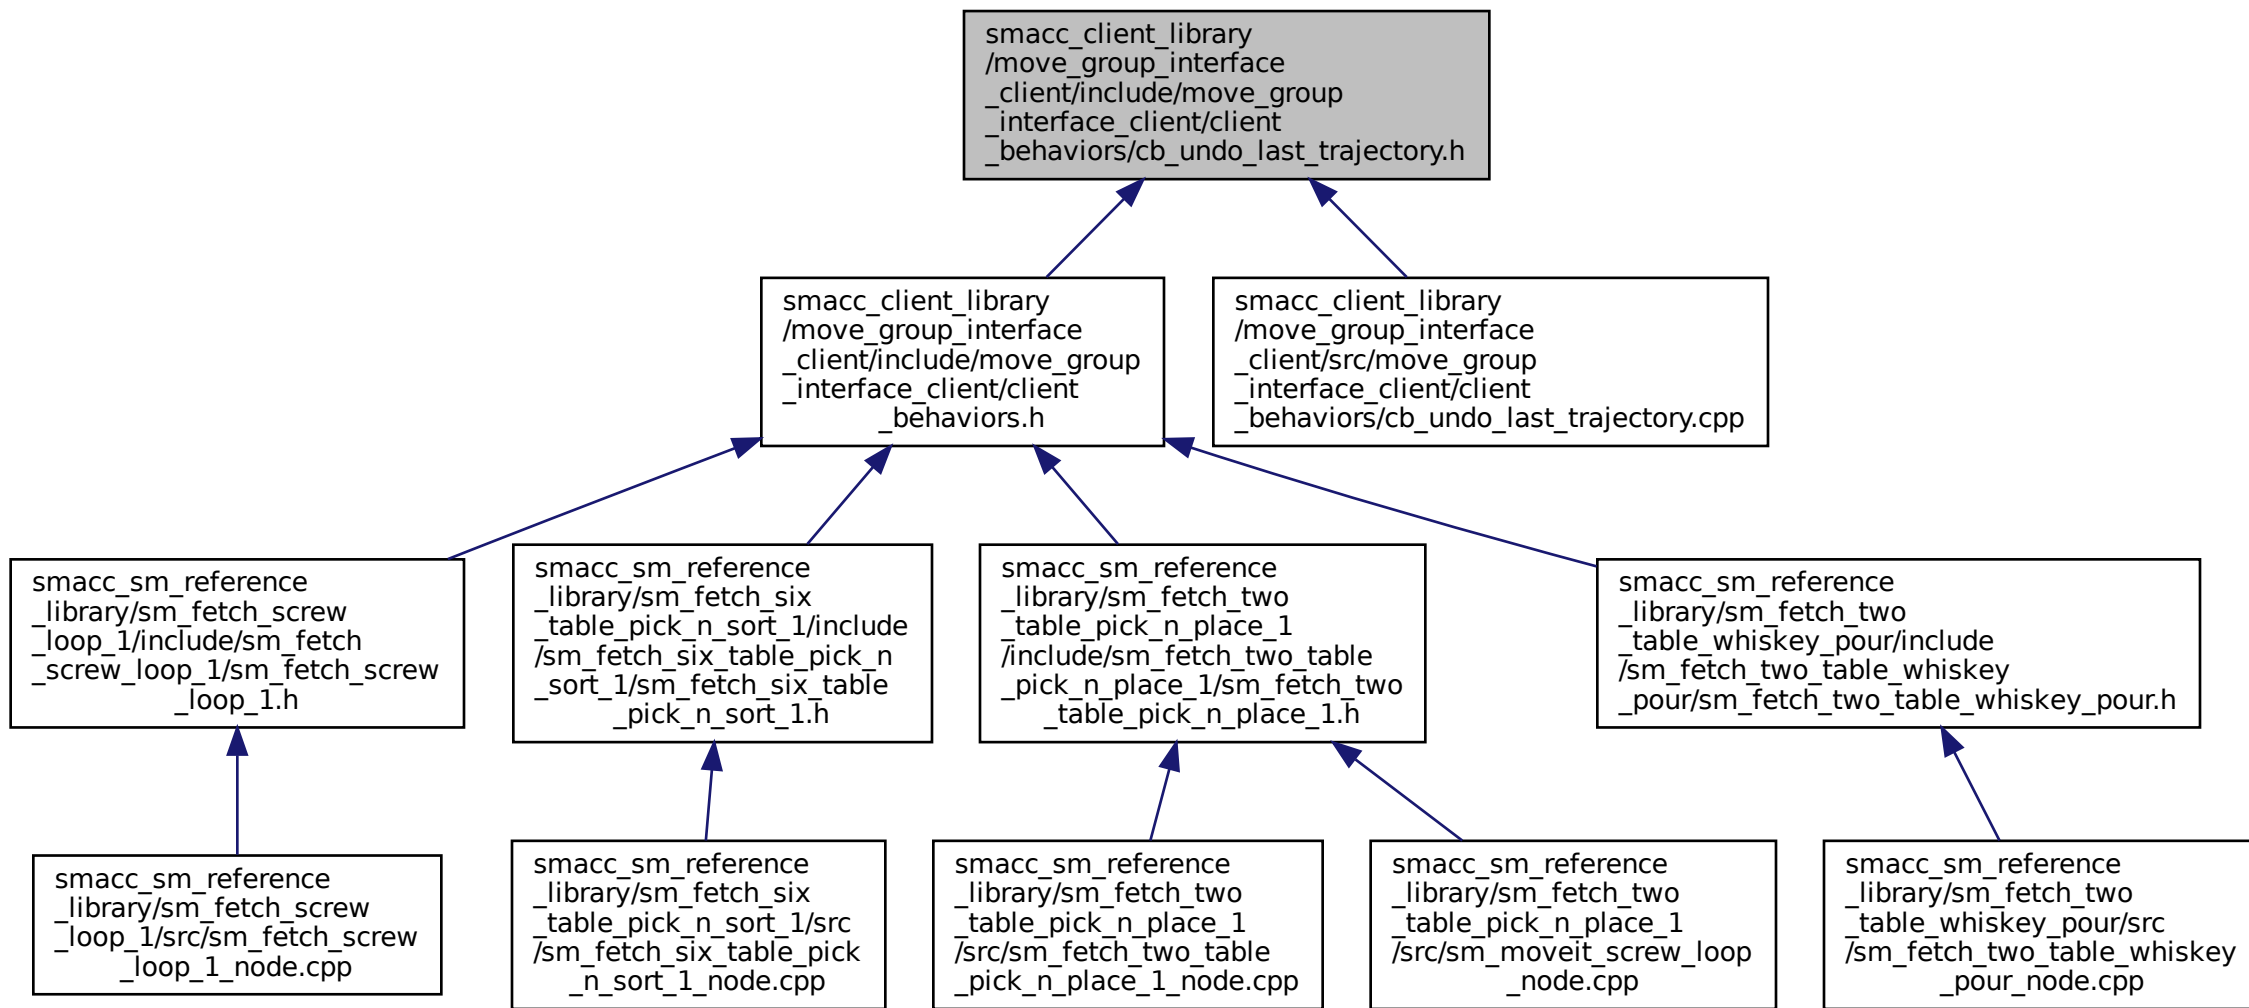 smacc_client_library
/move_group_interface
_client/include/move_group
_interface_client/client
_behaviors/cb_undo_last_trajectory.h
smacc_client_library
/move_group_interface
_client/include/move_group
_interface_client/client
_behaviors.h
smacc_client_library
/move_group_interface
_client/src/move_group
_interface_client/client
_behaviors/cb_undo_last_trajectory.cpp
smacc_sm_reference
_library/sm_fetch_screw
_loop_1/include/sm_fetch
_screw_loop_1/sm_fetch_screw
_loop_1.h
smacc_sm_reference
_library/sm_fetch_six
_table_pick_n_sort_1/include
/sm_fetch_six_table_pick_n
_sort_1/sm_fetch_six_table
_pick_n_sort_1.h
smacc_sm_reference
_library/sm_fetch_two
_table_pick_n_place_1
/include/sm_fetch_two_table
_pick_n_place_1/sm_fetch_two
_table_pick_n_place_1.h
smacc_sm_reference
_library/sm_fetch_two
_table_whiskey_pour/include
/sm_fetch_two_table_whiskey
_pour/sm_fetch_two_table_whiskey_pour.h
smacc_sm_reference
_library/sm_fetch_screw
_loop_1/src/sm_fetch_screw
_loop_1_node.cpp
smacc_sm_reference
_library/sm_fetch_six
_table_pick_n_sort_1/src
/sm_fetch_six_table_pick
_n_sort_1_node.cpp
smacc_sm_reference
_library/sm_fetch_two
_table_pick_n_place_1
/src/sm_fetch_two_table
_pick_n_place_1_node.cpp
smacc_sm_reference
_library/sm_fetch_two
_table_pick_n_place_1
/src/sm_moveit_screw_loop
_node.cpp
smacc_sm_reference
_library/sm_fetch_two
_table_whiskey_pour/src
/sm_fetch_two_table_whiskey
_pour_node.cpp